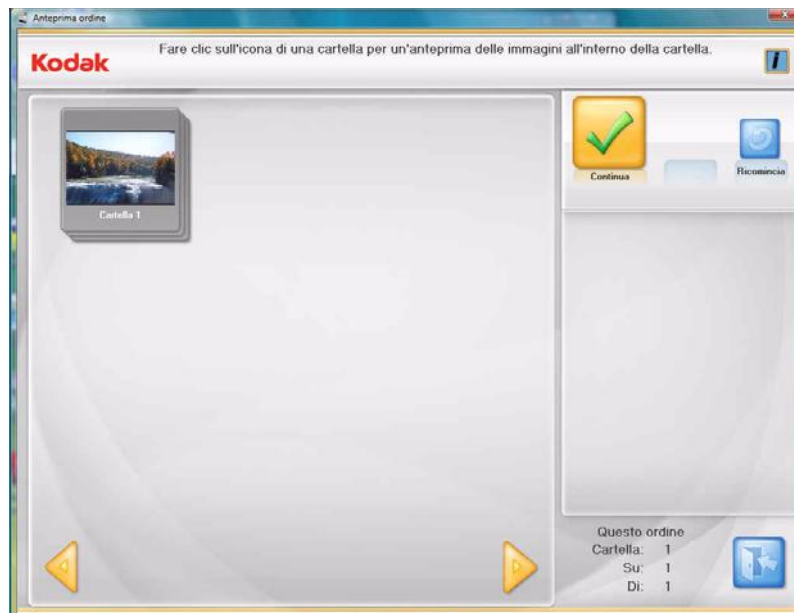 Anteprima ordine
Kodak
Fare clic sull'icona di una cartella per un'anteprima delle immagini all'interno della cartella.
i
Cartella 1
Continua
Ricomincia
Questo ordine
Cartella: 1
Su: 1
Di: 1